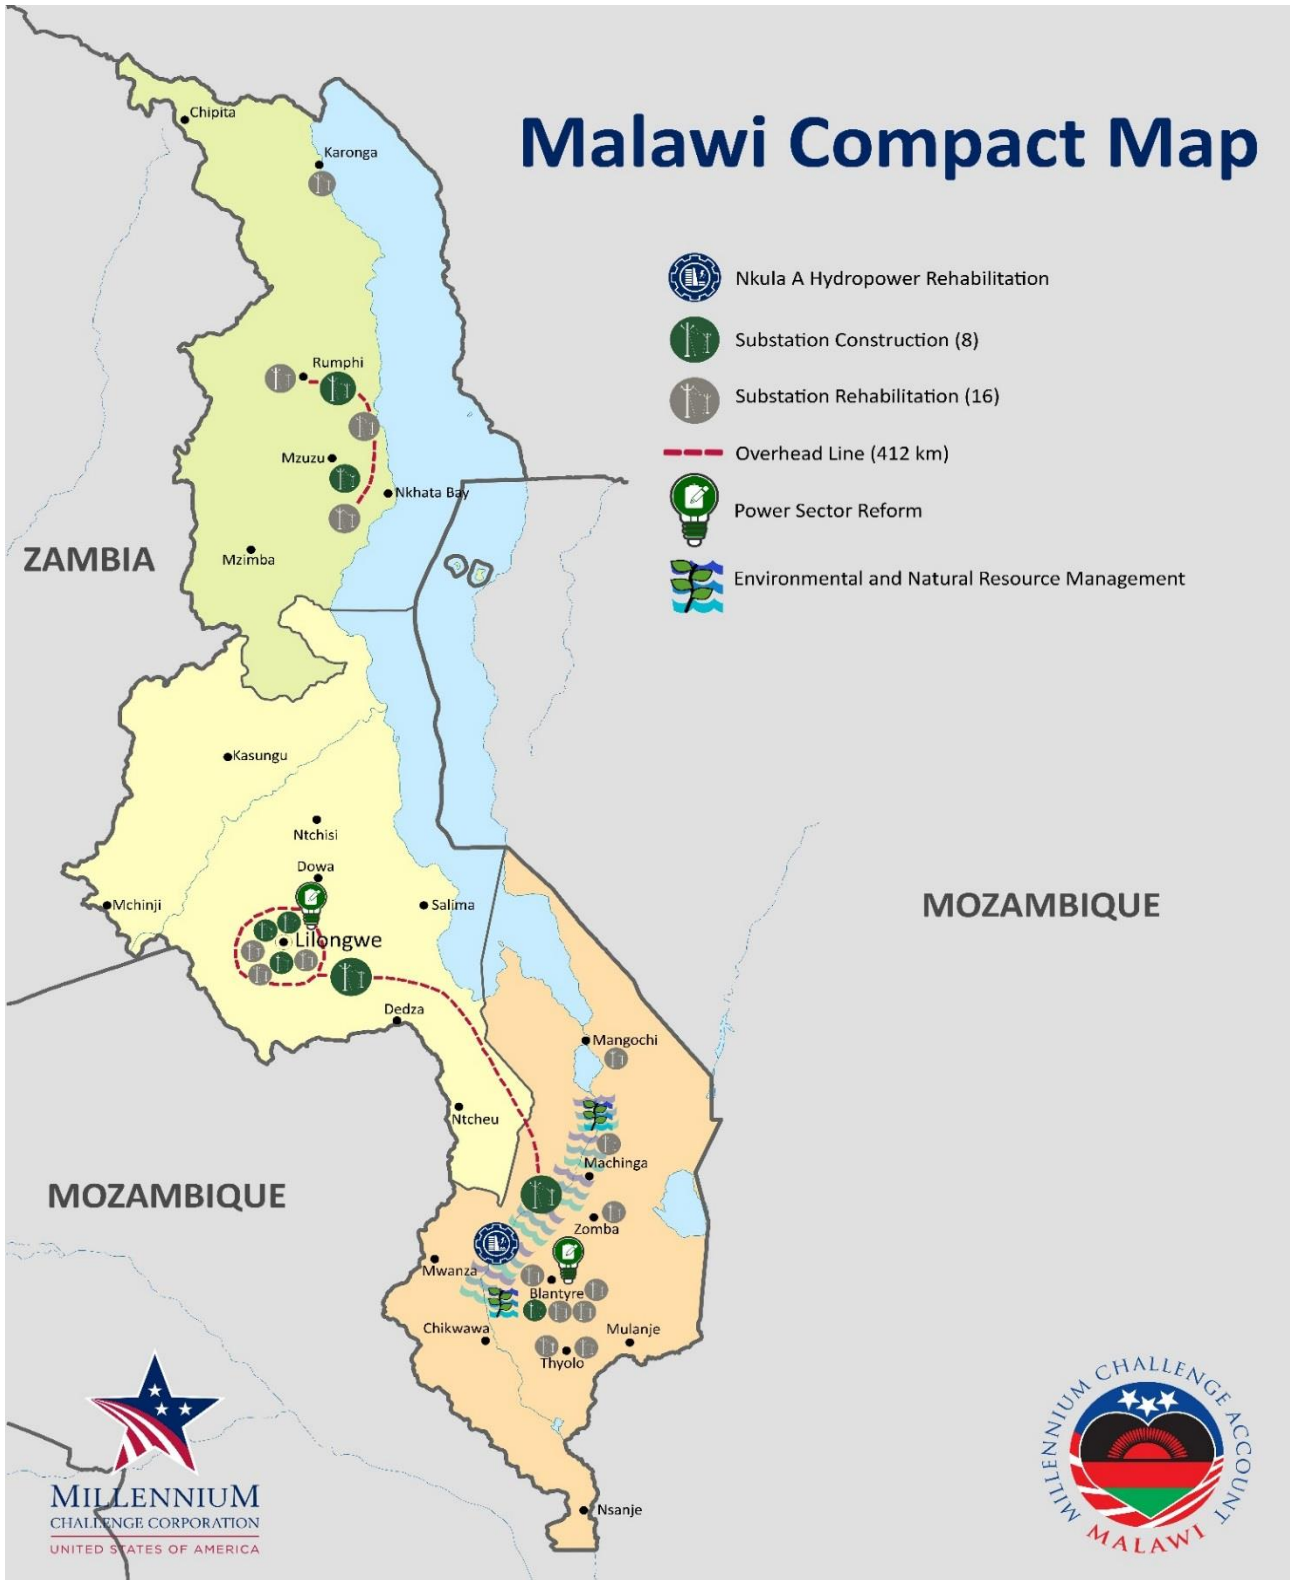 Malawi Compact Map
Chipita
Karonga
Nkula A Hydropower Rehabilitation
Substation Construction (8)
Rumphi
Substation Rehabilitation (16)
Overhead Line (412 km)
Mzuzu
Nkhata Bay
Power Sector Reform
ZAMBIA
Mzimba
Environmental and Natural Resource Management
Kasungu
Ntchisi
Dowa
Mchinji
Salima
MOZAMBIQUE
Lilongwe
Dedza
Mangochi
Ntcheu
Machinga
MOZAMBIQUE
Zomba
Mwanza
Blantyre
Chikwawa
Mulanje
Thyolo
MILLENNIUM
CHALLENGE CORPORATION
UNITED STATES OF AMERICA
Nsanje
MILLENNIUM CHALLENGE ACCOUNT
MALAWI